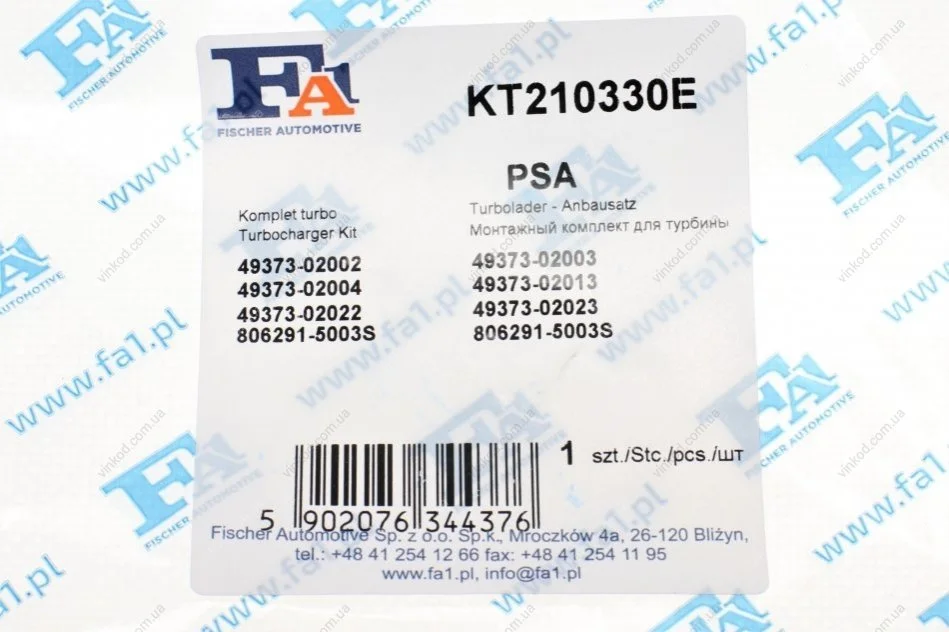 FA1
FISCHER AUTOMOTIVE
KT210330E
PSA
Komplet turbo
Turbocharger Kit
Turbolader - Anbausatz
Монтажный комплект для турбины
49373-02002
49373-02004
49373-02022
806291-5003S
49373-02003
49373-02013
49373-02023
806291-5003S
1 szt./Stc./pcs./шт
5 902076 344376
Fischer Automotive Sp. z o.o. Sp.k., Mroczków 4a, 26-120 Bliżyn,
tel.: +48 41 254 12 66 fax: +48 41 254 11 95
www.fa1.pl, info@fa1.pl
www.fa1.pl
FA1
FISCHER AUTOMOTIVE
vinkod.com.ua